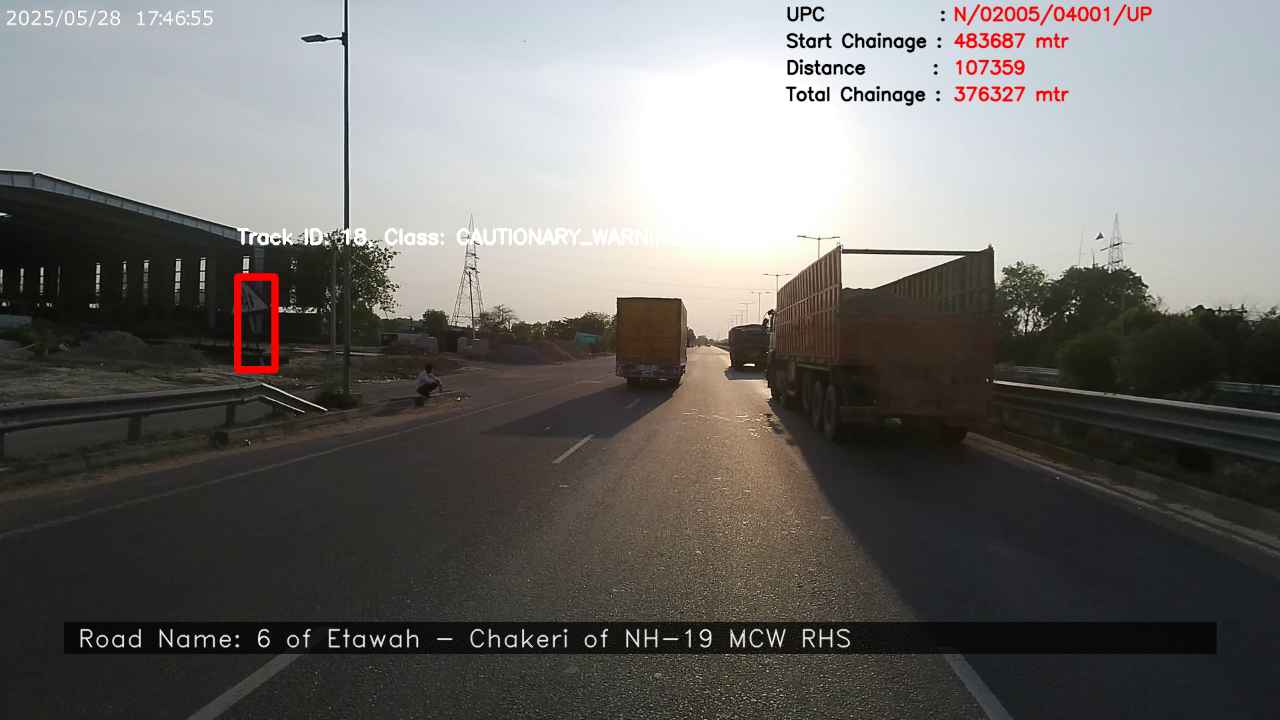 2025/05/28 17:46:55
UPC : N/02005/04001/UP
Start Chainage : 483687 mtr
Distance : 107359
Total Chainage : 376327 mtr
Track ID: 18, Class: CAUTIONARY_WARNI
Road Name: 6 of Etawah - Chakeri of NH-19 MCW RHS